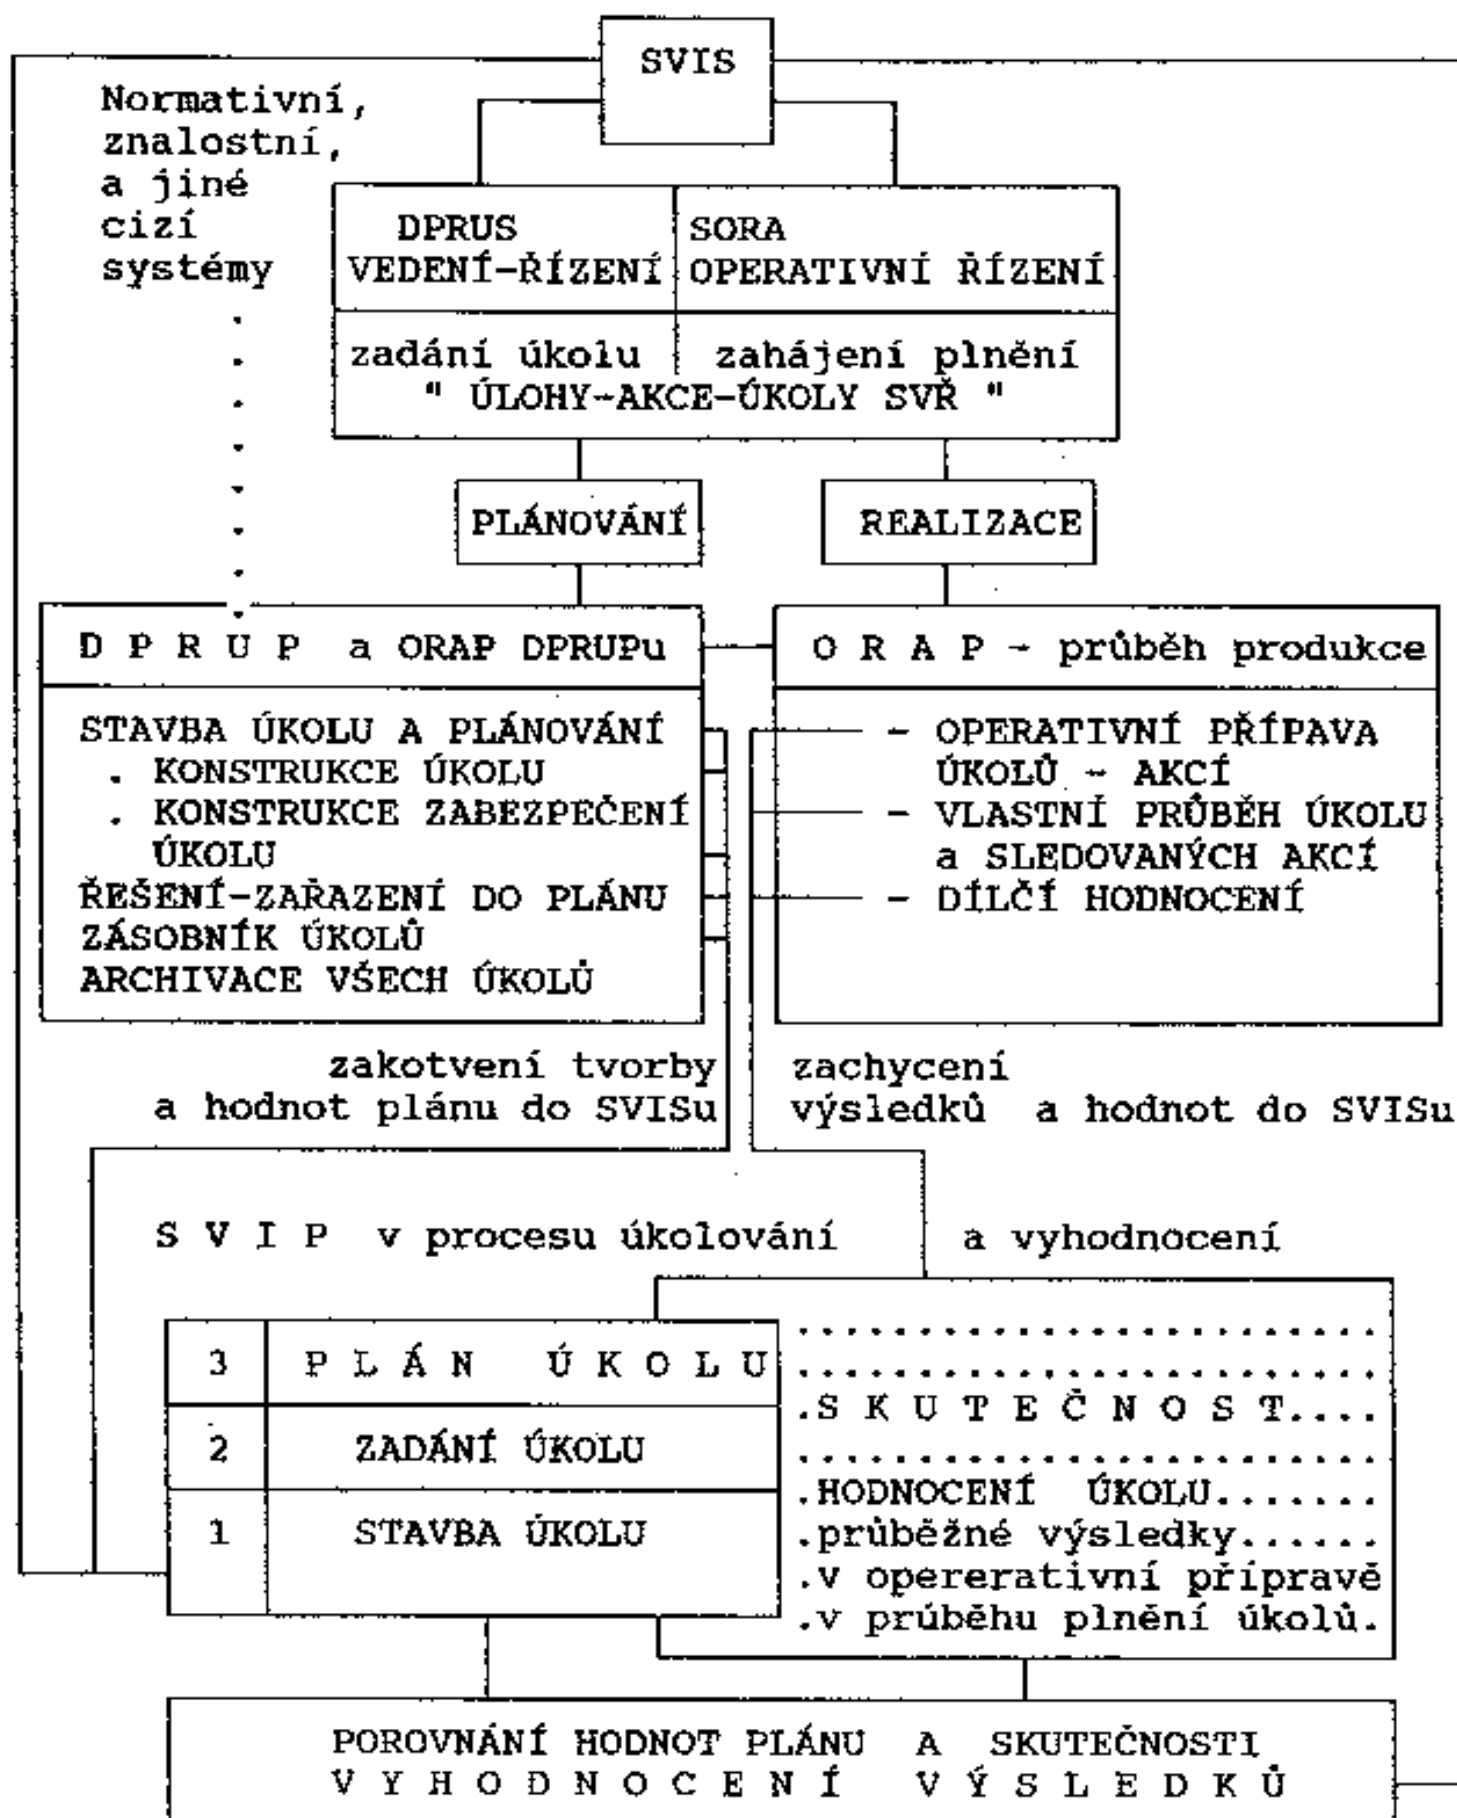 SVIS
Normativní,
znalostní,
a jiné
cizí
systémy
DPRUS
VEDENÍ-ŘÍZENÍ
SORA
OPERATIVNÍ ŘÍZENÍ
zadání úkolu
zahájení plnění
" ÚLOHY-AKCE-ÚKOLY SVŘ "
PLÁNOVÁNÍ
REALIZACE
D P R U P a ORAP DPRUPu
STAVBA ÚKOLU A PLÁNOVÁNÍ
. KONSTRUKCE ÚKOLU
. KONSTRUKCE ZABEZPEČENÍ
ÚKOLU
ŘEŠENÍ-ZAŘAZENÍ DO PLÁNU
ZÁSOBNÍK ÚKOLŮ
ARCHIVACE VŠECH ÚKOLŮ
O R A P - průběh produkce
- OPERATIVNÍ PŘÍPAVA
ÚKOLŮ - AKCÍ
- VLASTNÍ PRŮBĚH ÚKOLU
a SLEDOVANÝCH AKCÍ
- DÍLČÍ HODNOCENÍ
zakotvení tvorby
a hodnot plánu do SVISu
zachycení
výsledků a hodnot do SVISu
S V I P v procesu úkolování a vyhodnocení
3 P L Á N Ú K O L U
2 ZADÁNÍ ÚKOLU
1 STAVBA ÚKOLU
.........................
.........................
.S K U T E Č N O S T....
.........................
.HODNOCENÍ ÚKOLU.......
.průběžné výsledky......
.v opererativní přípravě
.v průběhu plnění úkolů.
POROVNÁNÍ HODNOT PLÁNU A SKUTEČNOSTI
V Y H O D N O C E N Í V Ý S L E D K Ů